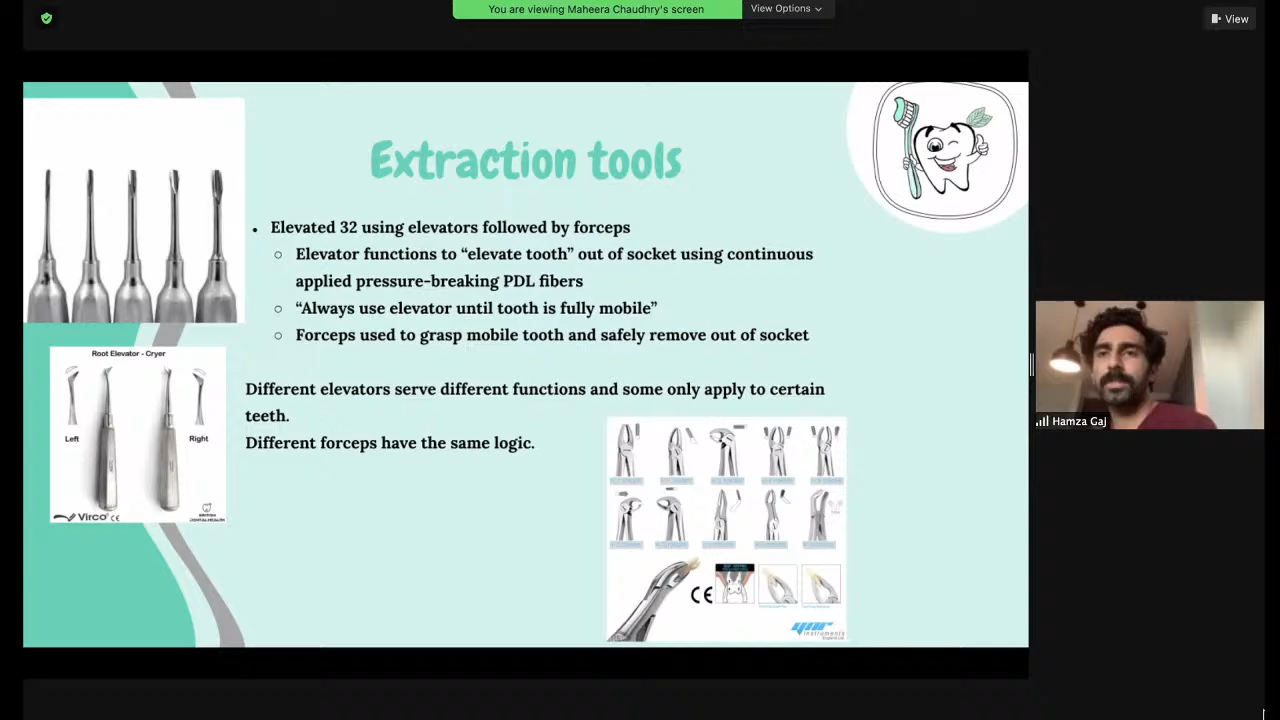 You are viewing Maheera Chaudhry's screen
View Options
View
Extraction tools
• Elevated 32 using elevators followed by forceps
○ Elevator functions to “elevate tooth” out of socket using continuous
applied pressure-breaking PDL fibers
○ “Always use elevator until tooth is fully mobile”
○ Forceps used to grasp mobile tooth and safely remove out of socket
Different elevators serve different functions and some only apply to certain
teeth.
Different forceps have the same logic.
Root Elevator - Cryer
Left
Right
Virco CE
CE
instruments
Hamza Gaj